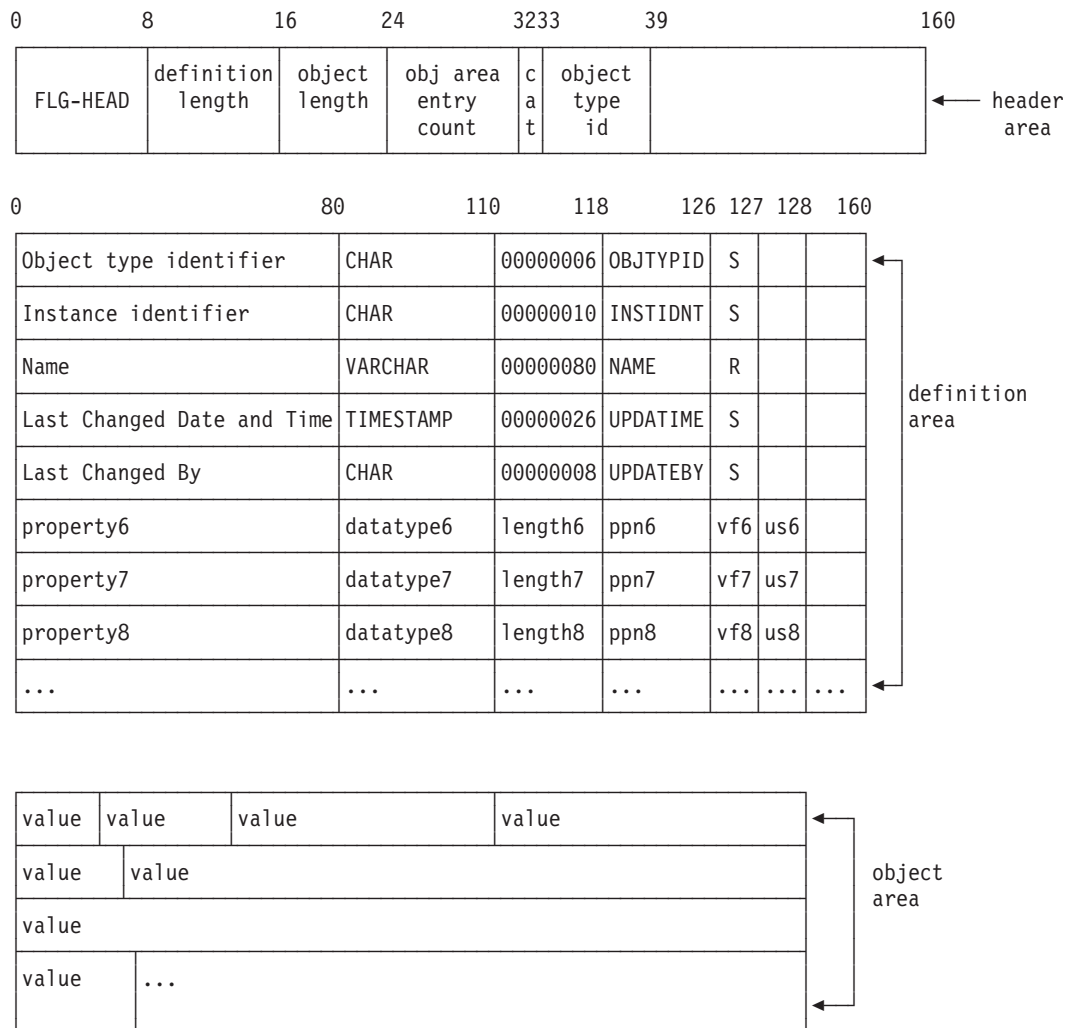 0 8 16 24 3233 39 160
definition object obj area c object
FLG-HEAD length length entry a type header
count t id area
0 80 110 118 126 127 128 160
Object type identifier CHAR 00000006 OBJTYPID S
Instance identifier CHAR 00000010 INSTIDNT S
Name VARCHAR 00000080 NAME R
definition
Last Changed Date and Time TIMESTAMP 00000026 UPDATIME S area
Last Changed By CHAR 00000008 UPDATEBY S
property6 datatype6 length6 ppn6 vf6 us6
property7 datatype7 length7 ppn7 vf7 us7
property8 datatype8 length8 ppn8 vf8 us8
... ... ... ... ... ... ...
value value value value
value value object
area
value
value ...